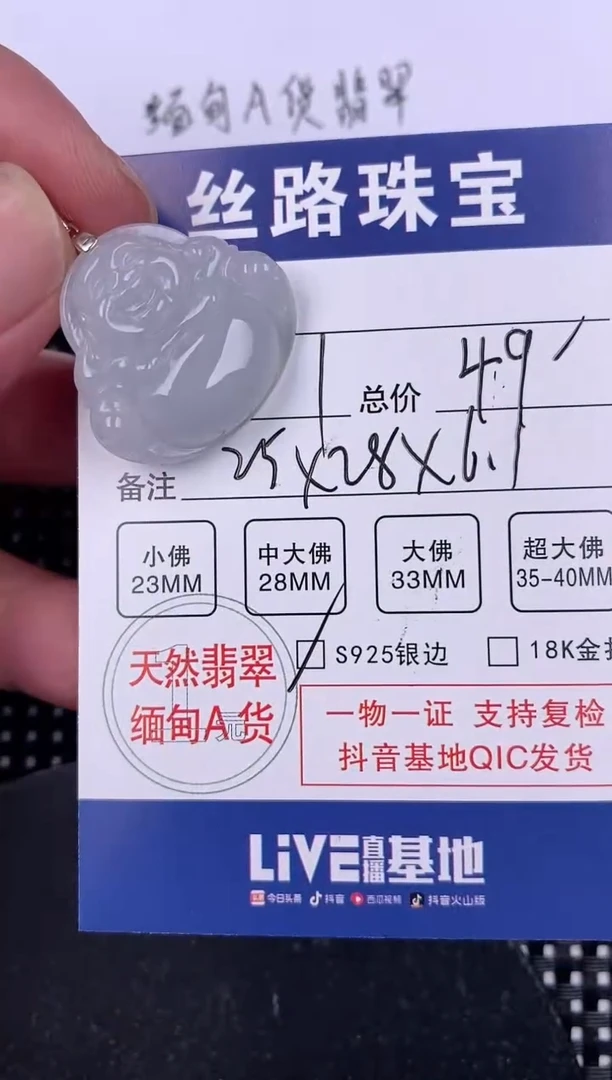 缅甸A货翡翠
丝路珠宝
总价 49
备注 25X28X6.1
小佛 中大佛 大佛 超大佛
23MM 28MM 33MM 35-40MM
天然翡翠
缅甸A货
S925银边 18K金
一物一证 支持复检
抖音基地QIC发货
LiVE直播基地
今日头条 抖音 西瓜视频 抖音火山版